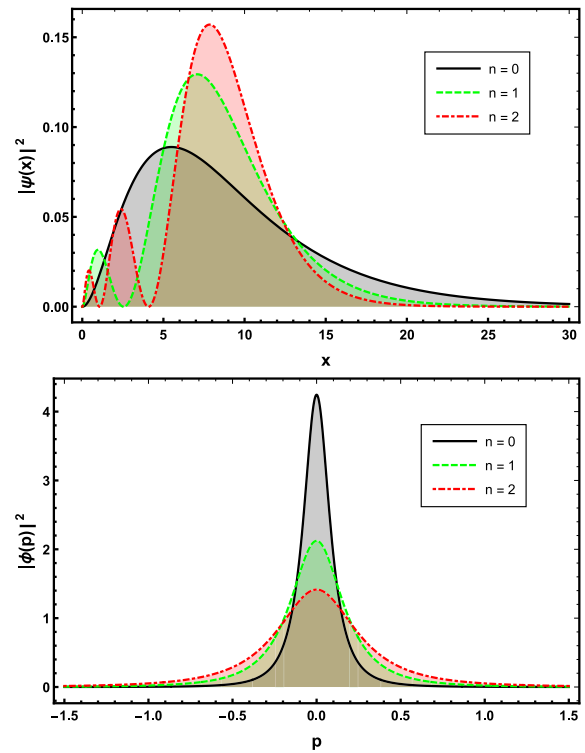 0.15
0.10
0.05
0.00
|ψ(x)|²
n = 0
n = 1
n = 2
0 5 10 15 20 25 30
x
4
3
2
1
0
|ϕ(p)|²
n = 0
n = 1
n = 2
-1.5 -1.0 -0.5 0.0 0.5 1.0 1.5
p